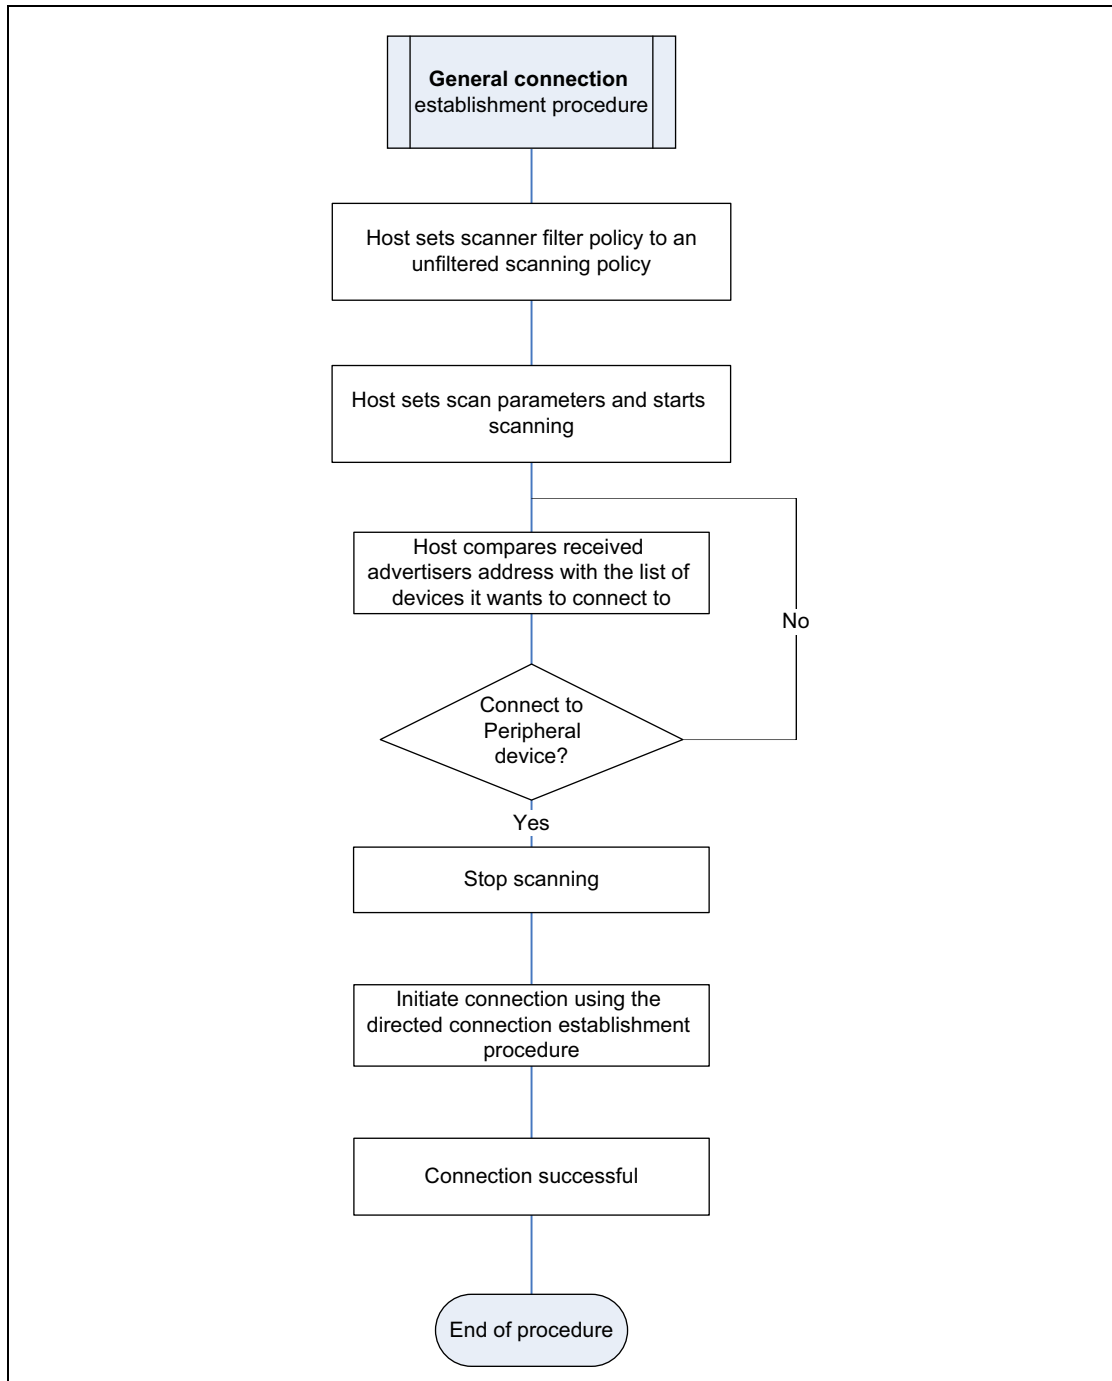 General connection
establishment procedure
Host sets scanner filter policy to an
unfiltered scanning policy
Host sets scan parameters and starts
scanning
Host compares received
advertisers address with the list of
devices it wants to connect to
No
Connect to
Peripheral
device?
Yes
Stop scanning
Initiate connection using the
directed connection establishment
procedure
Connection successful
End of procedure